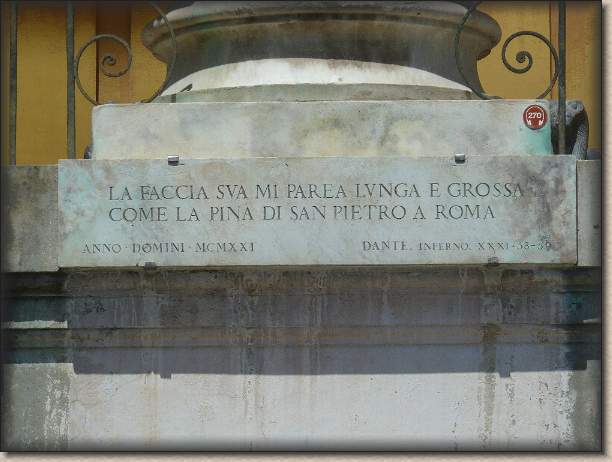 270
LA FACCIA SVA MI PAREA LVNGA E GROSSA
COME LA PINA DI SAN PIETRO A ROMA
ANNO · DOMINI · MCMXXI DANTE, INFERNO, XXXI-58-59